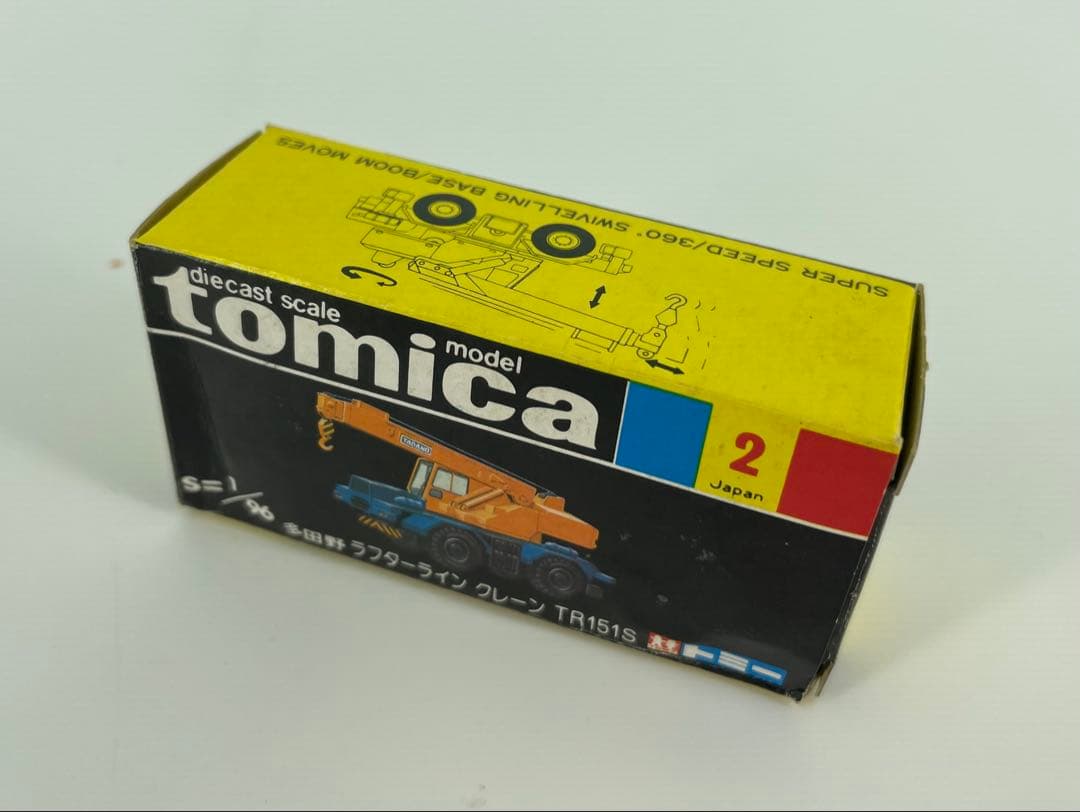 SUPER SPEED/360° SWIVELLING BASE/BOOM MOVES
diecast scale
tomica
model
2
Japan
TADANO
S=1/96
多田野 ラフターライン クレーン TR151S
トミー